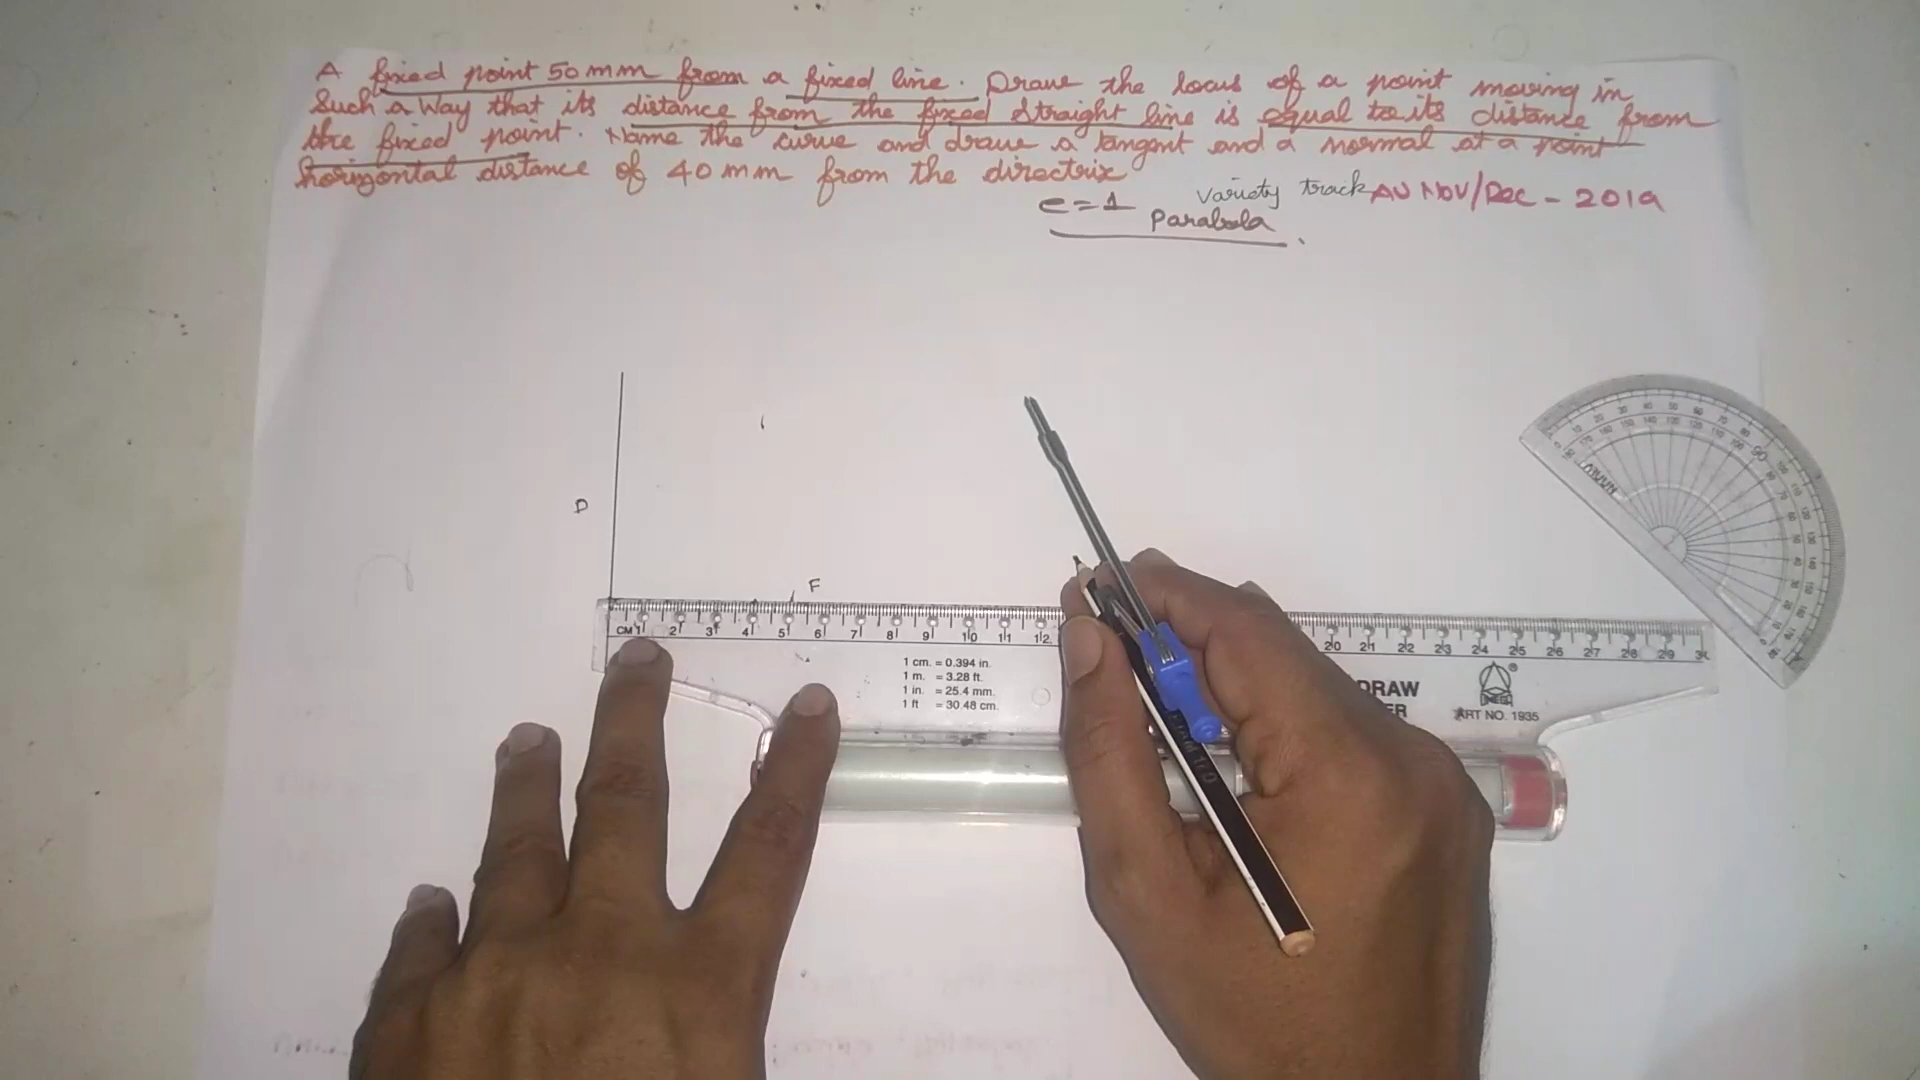 A fixed point 50mm from a fixed line. Draw the locus of a point moving in
Such a Way that its distance from the fixed straight line is equal to its distance from
the fixed point. Name the curve and draw a tangent and a normal at a point
horizontal distance of 40mm from the directrix
e=1 Variety track AU NOV/Dec - 2019
Parabola
D
F
CM 1 2 3 4 5 6 7 8 9 10 11 12 20 21 22 23 24 25 26 27 28 29
1 cm. = 0.394 in.
1 m. = 3.28 ft.
1 in. = 25.4 mm.
1 ft = 30.48 cm.
DRAW
ER
ART NO. 1935